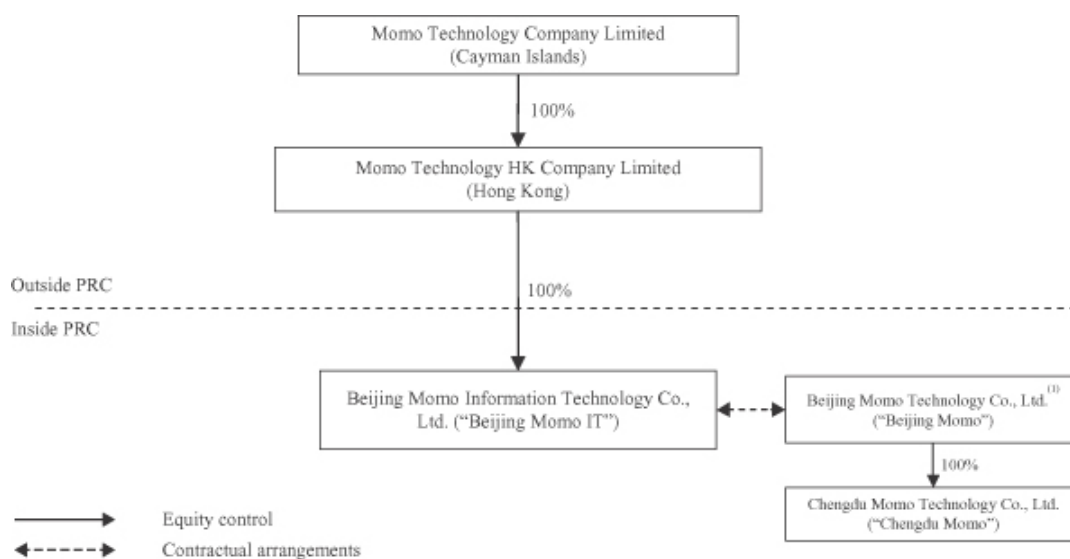 Momo Technology Company Limited
(Cayman Islands)
100%
Momo Technology HK Company Limited
(Hong Kong)
Outside PRC
100%
Inside PRC
Beijing Momo Information Technology Co.,
Ltd. (“Beijing Momo IT”)
Beijing Momo Technology Co., Ltd.(1)
(“Beijing Momo”)
100%
Chengdu Momo Technology Co., Ltd.
(“Chengdu Momo”)
Equity control
Contractual arrangements